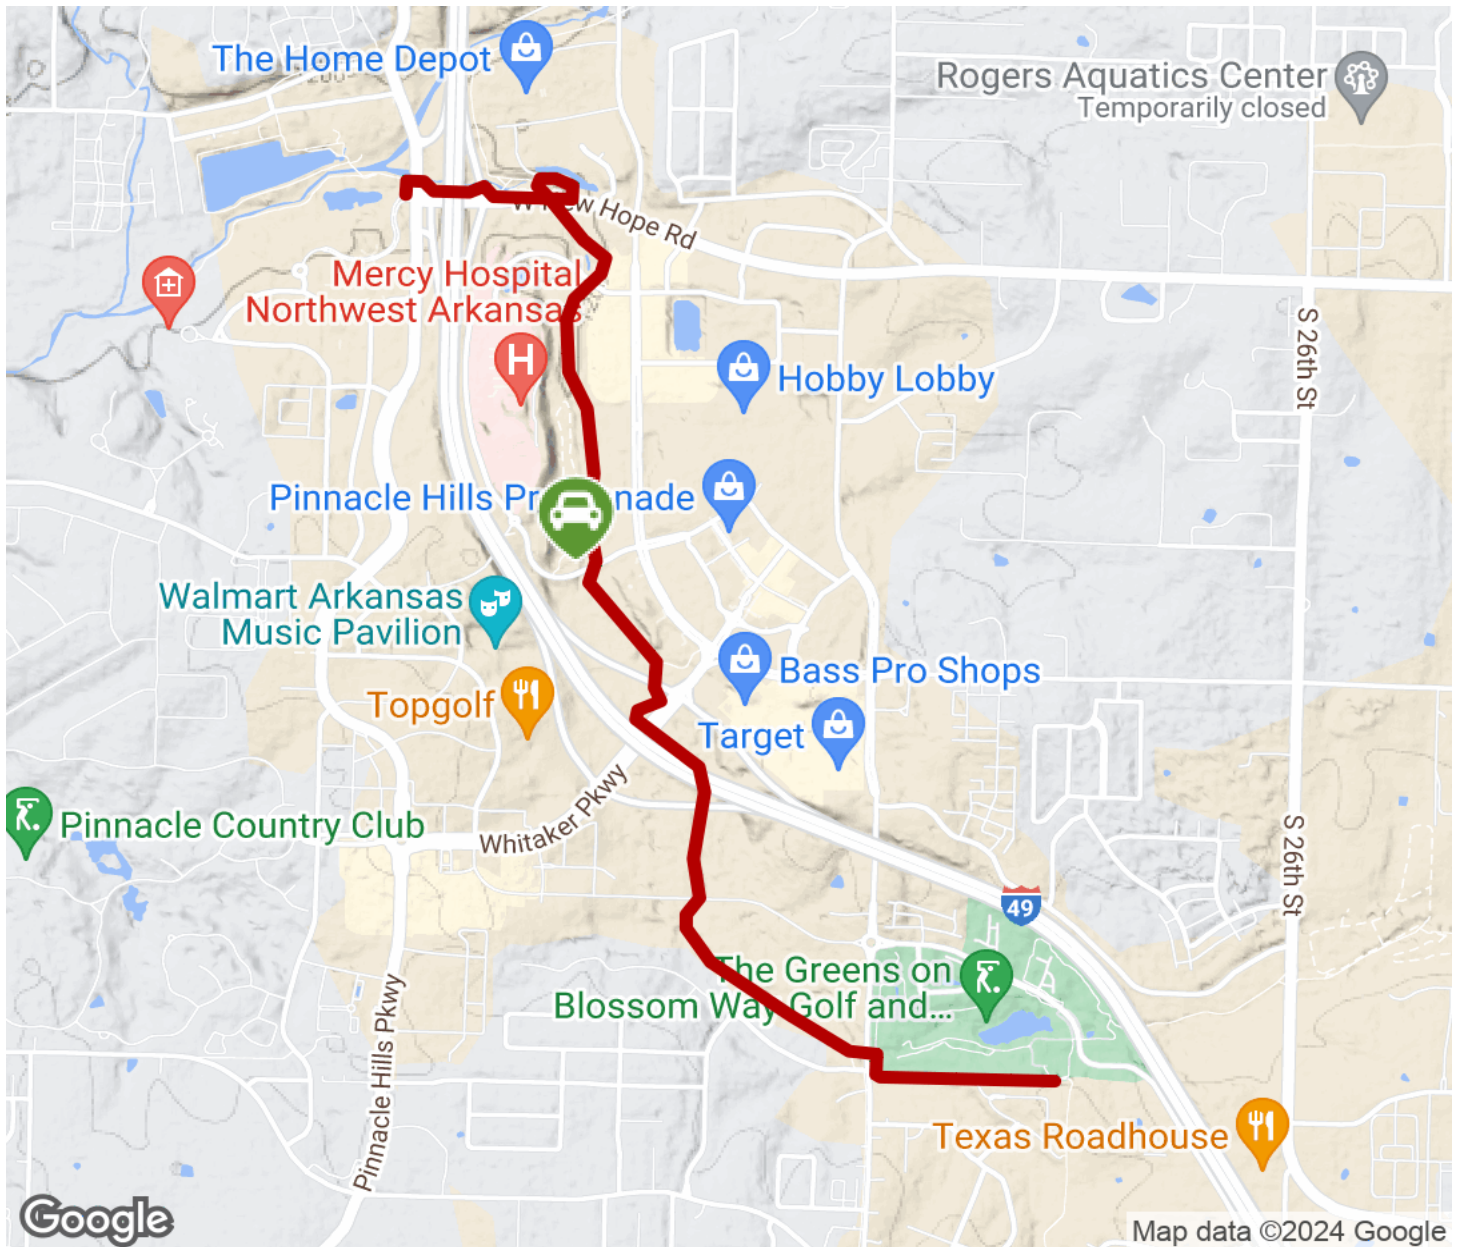 The Home Depot
Rogers Aquatics Center
Temporarily closed
W New Hope Rd
Mercy Hospital
Northwest Arkansas
H
S 26th St
Hobby Lobby
Pinnacle Hills Pr nade
Walmart Arkansas
Music Pavilion
Topgolf
Bass Pro Shops
Target
Whitaker Pkwy
Pinnacle Country Club
S 26th St
49
The Greens on
Blossom Way Golf and...
Pinnacle Hills Pkwy
Texas Roadhouse
Google
Map data ©2024 Google